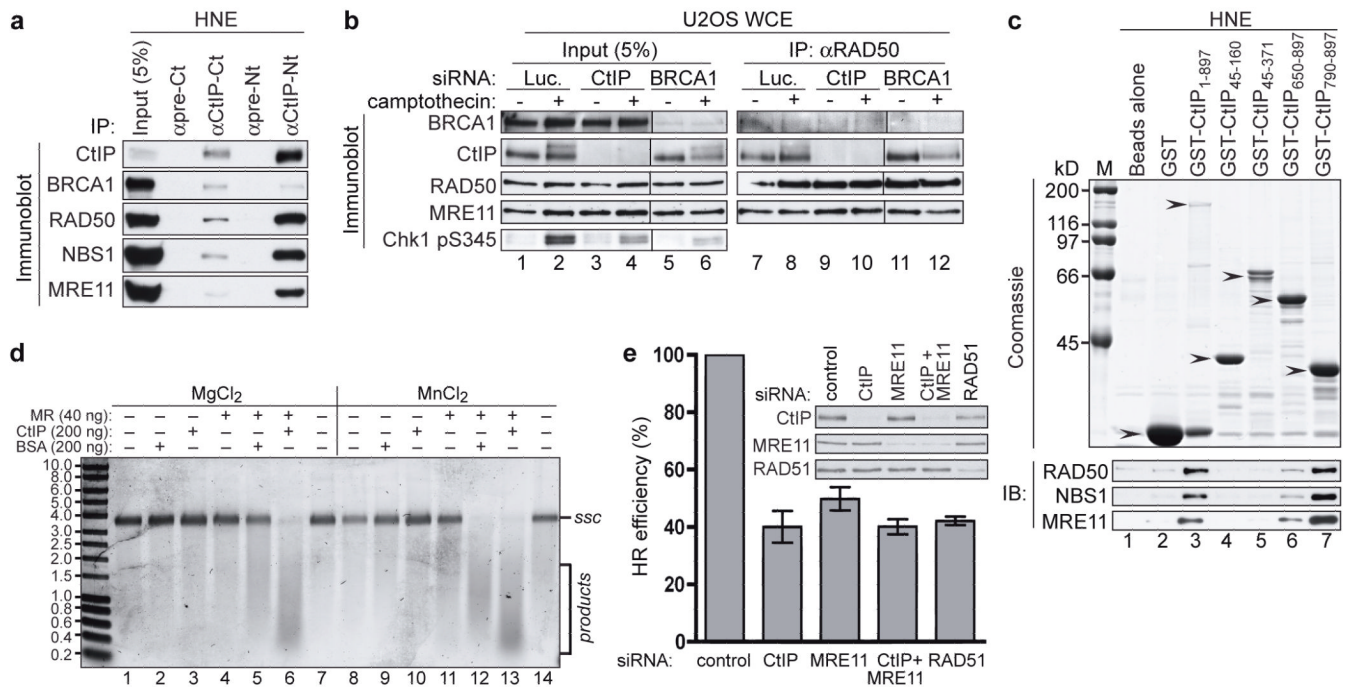 a
HNE
Input (5%)
αpre-Ct
αCtIP-Ct
αpre-Nt
αCtIP-Nt
IP:
Immunoblot
CtIP
BRCA1
RAD50
NBS1
MRE11
b
U2OS WCE
Input (5%) IP: αRAD50
siRNA: Luc. CtIP BRCA1 Luc. CtIP BRCA1
camptothecin: - + - + - + - + - + - +
Immunoblot
BRCA1
CtIP
RAD50
MRE11
Chk1 pS345
1 2 3 4 5 6 7 8 9 10 11 12
c
HNE
Beads alone
GST
GST-CtIP1-897
GST-CtIP45-160
GST-CtIP45-371
GST-CtIP650-897
GST-CtIP790-897
kD M
200
116
97
66
45
Coomassie
IB:
RAD50
NBS1
MRE11
1 2 3 4 5 6 7
d
MgCl2 MnCl2
MR (40 ng) – – – + + + – – – – + + + –
CtIP (200 ng) – – + – – + – – – + – – + –
BSA (200 ng) – + – – + – – – + – – + – –
10.0
8.0
6.0
5.0
4.0
3.0
2.5
2.0
1.5
1.0
0.8
0.6
0.4
0.2
ssc
products
1 2 3 4 5 6 7 8 9 10 11 12 13 14
e
HR efficiency (%)
100
80
60
40
20
0
siRNA:
control
CtIP
MRE11
CtIP+
MRE11
RAD51
CtIP
MRE11
RAD51
siRNA: control CtIP MRE11 CtIP+ RAD51
MRE11